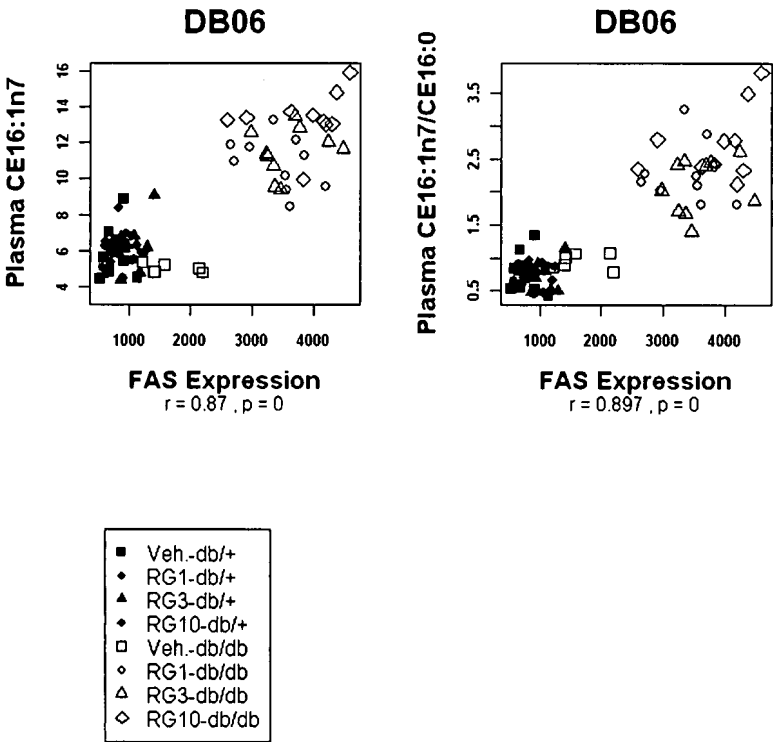 DB06
Plasma CE16:1n7
16
14
12
10
8
6
4
1000 2000 3000 4000
FAS Expression
r = 0.87 , p = 0
DB06
Plasma CE16:1n7/CE16:0
3.5
2.5
1.5
0.5
1000 2000 3000 4000
FAS Expression
r = 0.897 , p = 0
Veh.-db/+
RG1-db/+
RG3-db/+
RG10-db/+
Veh.-db/db
RG1-db/db
RG3-db/db
RG10-db/db